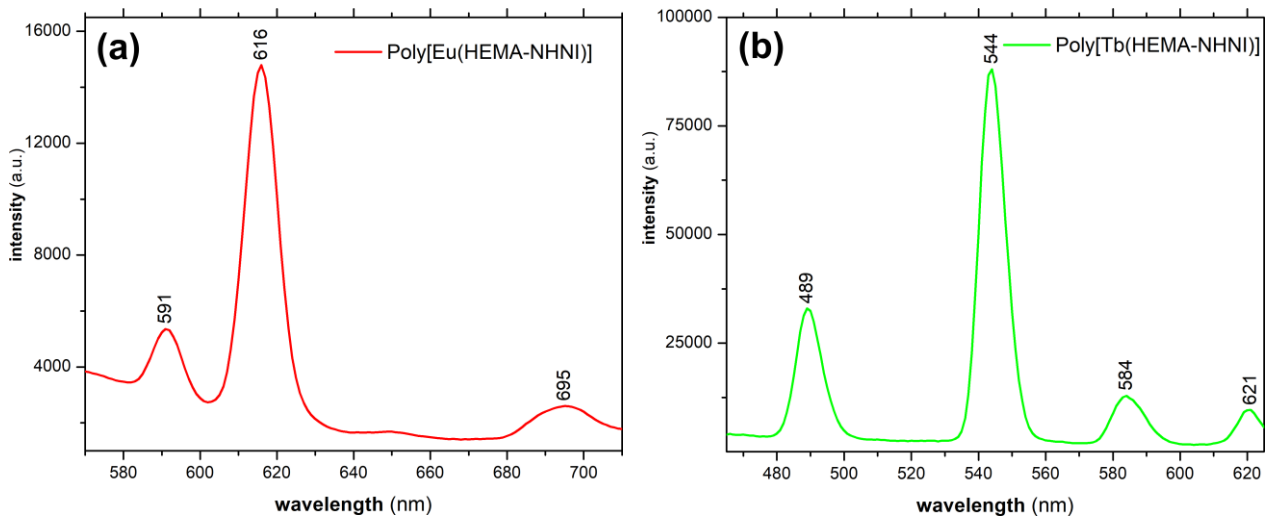 (a)
Poly[Eu(HEMA-NHNI)]
616
591
695
16000
12000
8000
4000
intensity (a.u.)
580 600 620 640 660 680 700
wavelength (nm)
(b)
Poly[Tb(HEMA-NHNI)]
544
489
584
621
100000
75000
50000
25000
intensity (a.u.)
480 500 520 540 560 580 600 620
wavelength (nm)